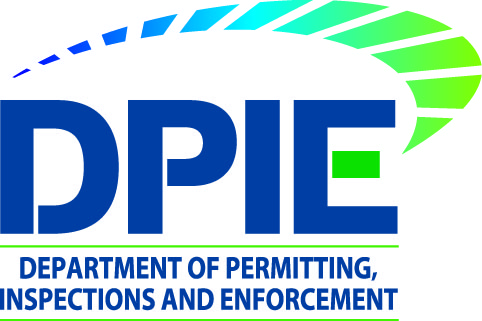 DPIE
DEPARTMENT OF PERMITTING,
INSPECTIONS AND ENFORCEMENT